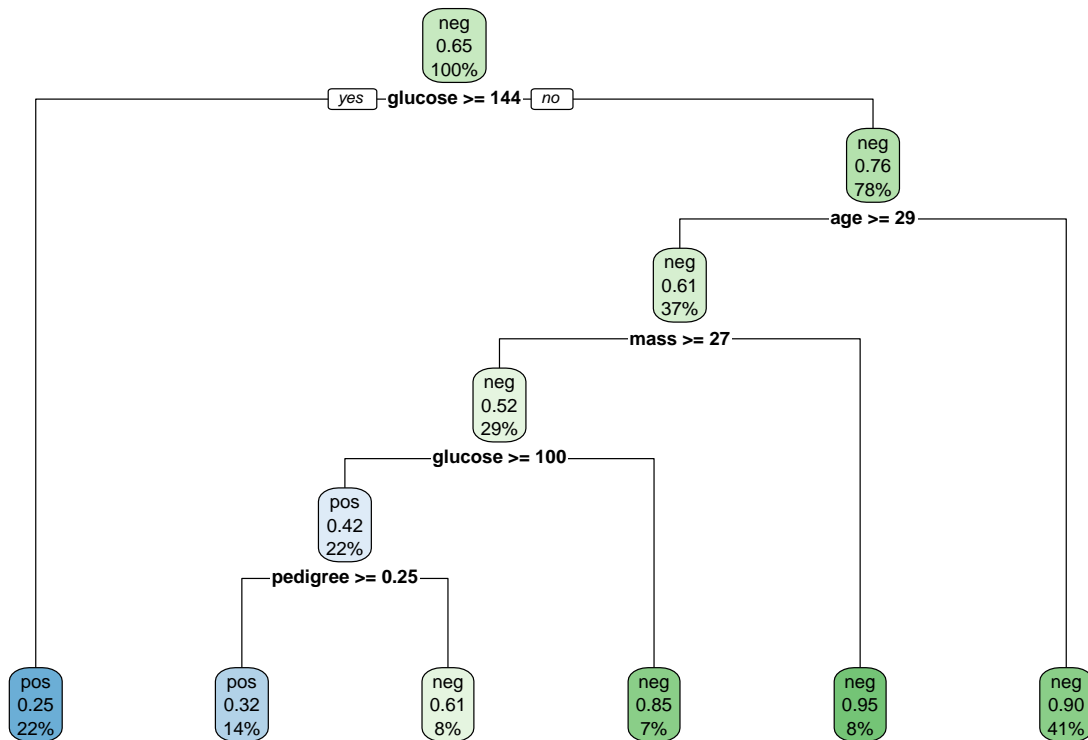 neg
0.65
100%
yes glucose >= 144 no
neg
0.76
78%
age >= 29
neg
0.61
37%
mass >= 27
neg
0.52
29%
glucose >= 100
pos
0.42
22%
pedigree >= 0.25
pos
0.25
22%
pos
0.32
14%
neg
0.61
8%
neg
0.85
7%
neg
0.95
8%
neg
0.90
41%